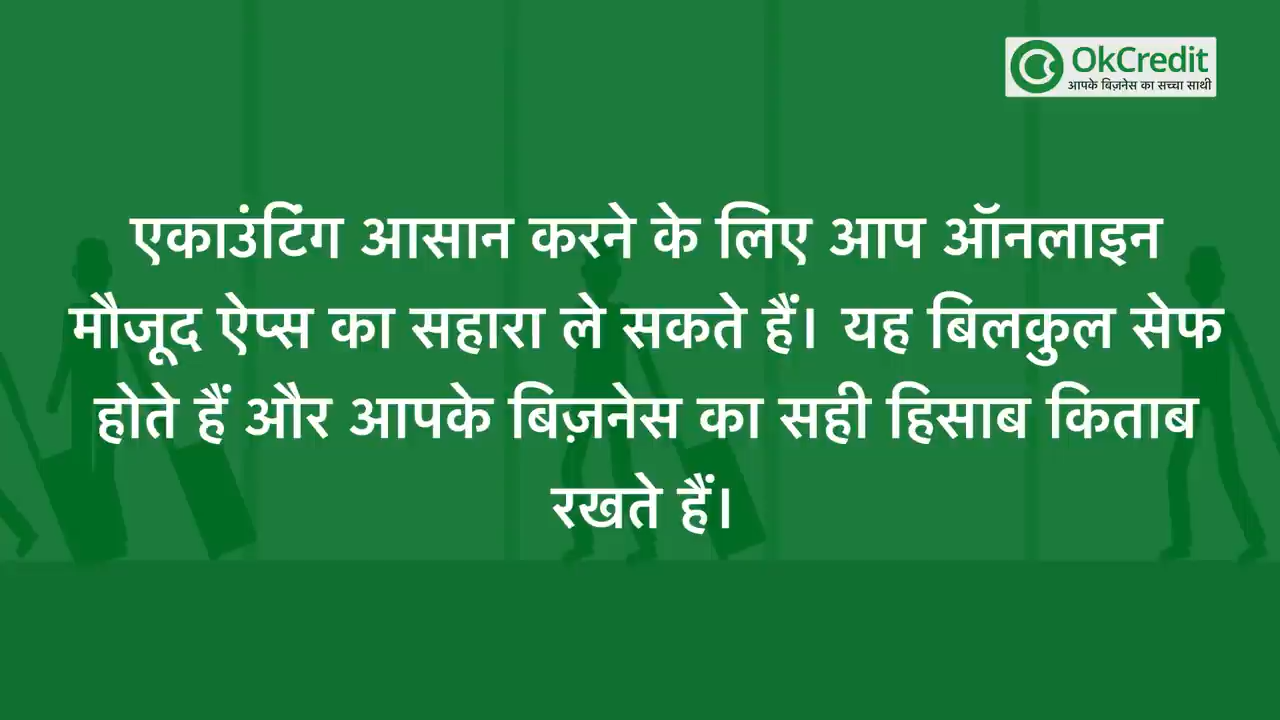 OkCredit
आपके बिज़नेस का सच्चा साथी
एकाउंटिंग आसान करने के लिए आप ऑनलाइन
मौजूद ऐप्स का सहारा ले सकते हैं। यह बिलकुल सेफ
होते हैं और आपके बिज़नेस का सही हिसाब किताब
रखते हैं।